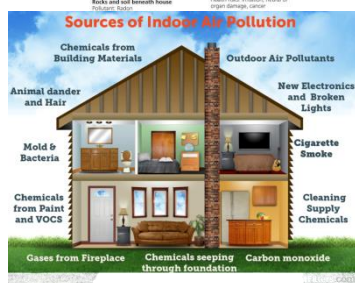 Rocks and soil beneath house
Pollutant: Radon
organ damage, cancer
Sources of Indoor Air Pollution
Chemicals from
Building Materials
Outdoor Air Pollutants
Animal dander
and Hair
New Electronics
and Broken
Lights
Mold &
Bacteria
Cigarette
Smoke
Chemicals
from Paint
and VOCS
Cleaning
Supply
Chemicals
Gases from Fireplace
Chemicals seeping
through foundation
Carbon monoxide